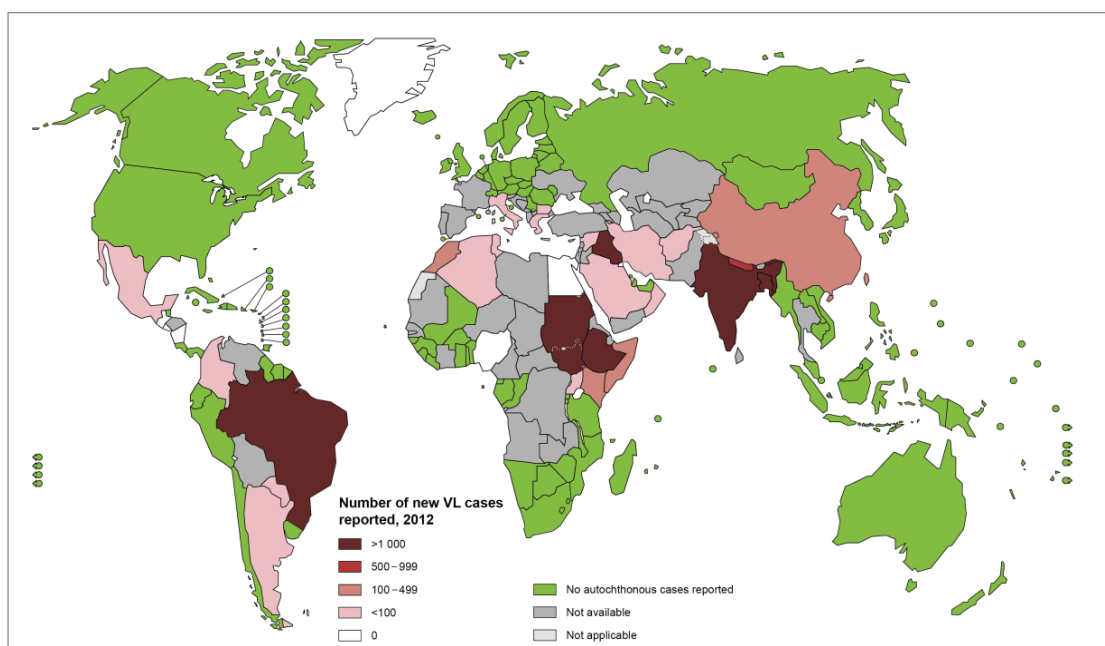 Number of new VL cases
reported, 2012
>1 000
500–999
100–499
<100
0
No autochthonous cases reported
Not available
Not applicable